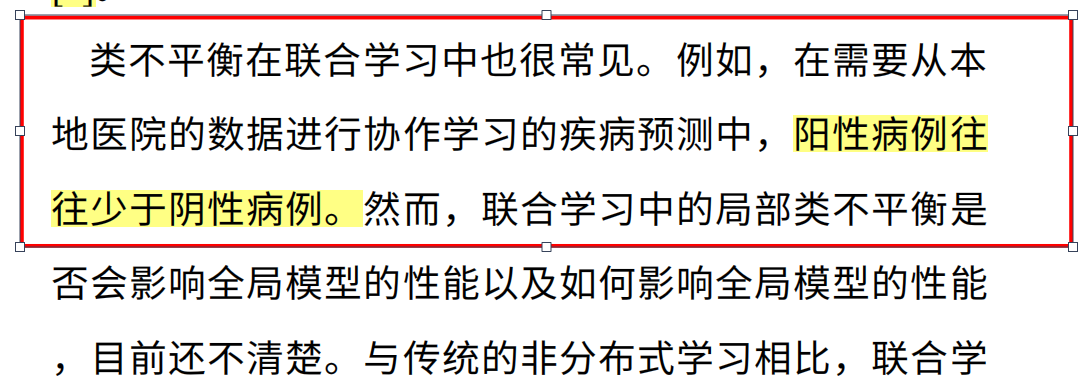 类不平衡在联合学习中也很常见。例如，在需要从本
地医院的数据进行协作学习的疾病预测中，阳性病例往
往少于阴性病例。然而，联合学习中的局部类不平衡是
否会影响全局模型的性能以及如何影响全局模型的性能
，目前还不清楚。与传统的非分布式学习相比，联合学